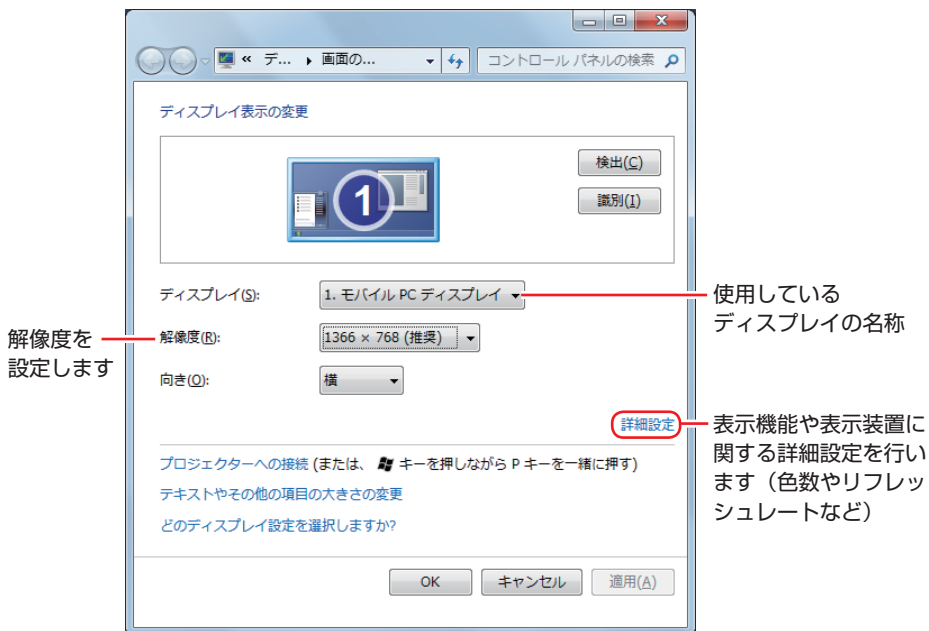 « デ... ▸ 画面の...
コントロール パネルの検索
ディスプレイ表示の変更
1
検出(C)
識別(I)
ディスプレイ(S):
1. モバイル PC ディスプレイ
使用している
ディスプレイの名称
解像度を
設定します
解像度(R):
1366 × 768 (推奨)
向き(O):
横
詳細設定
表示機能や表示装置に
関する詳細設定を行い
ます（色数やリフレッ
シュレートなど）
プロジェクターへの接続 (または、 キーを押しながら P キーを一緒に押す)
テキストやその他の項目の大きさの変更
どのディスプレイ設定を選択しますか?
OK
キャンセル
適用(A)